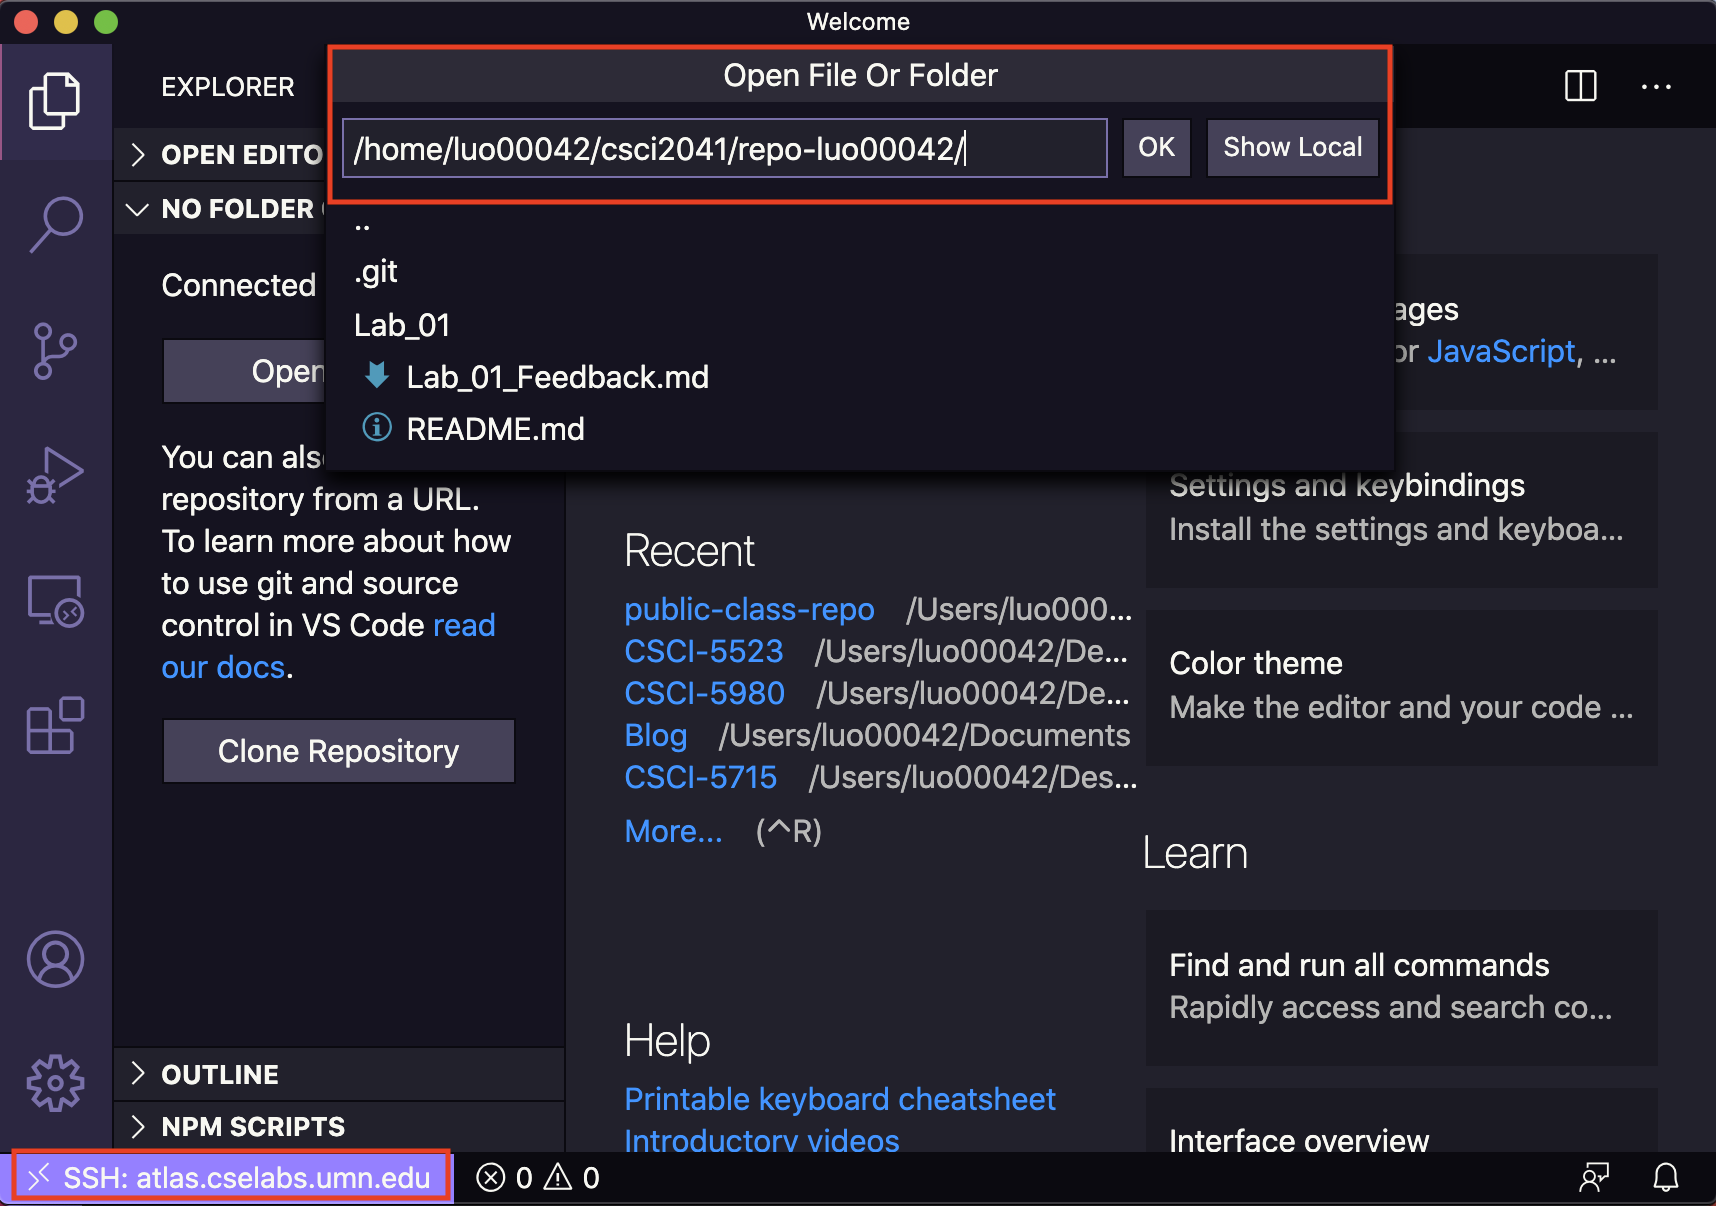 Welcome
EXPLORER
Open File Or Folder
/home/luo00042/csci2041/repo-luo00042/
OK
Show Local
..
.git
Lab_01
Lab_01_Feedback.md
README.md
OPEN EDITO
NO FOLDER
Connected
Open
You can als
repository from a URL.
To learn more about how
to use git and source
control in VS Code read
our docs.
Clone Repository
OUTLINE
NPM SCRIPTS
Recent
public-class-repo /Users/luo000...
CSCI-5523 /Users/luo00042/De...
CSCI-5980 /Users/luo00042/De...
Blog /Users/luo00042/Documents
CSCI-5715 /Users/luo00042/Des...
More... (^R)
Help
Printable keyboard cheatsheet
Introductory videos
ages
or JavaScript, ...
Settings and keybindings
Install the settings and keyboa...
Color theme
Make the editor and your code ...
Learn
Find and run all commands
Rapidly access and search co...
Interface overview
SSH: atlas.cselabs.umn.edu
0
0